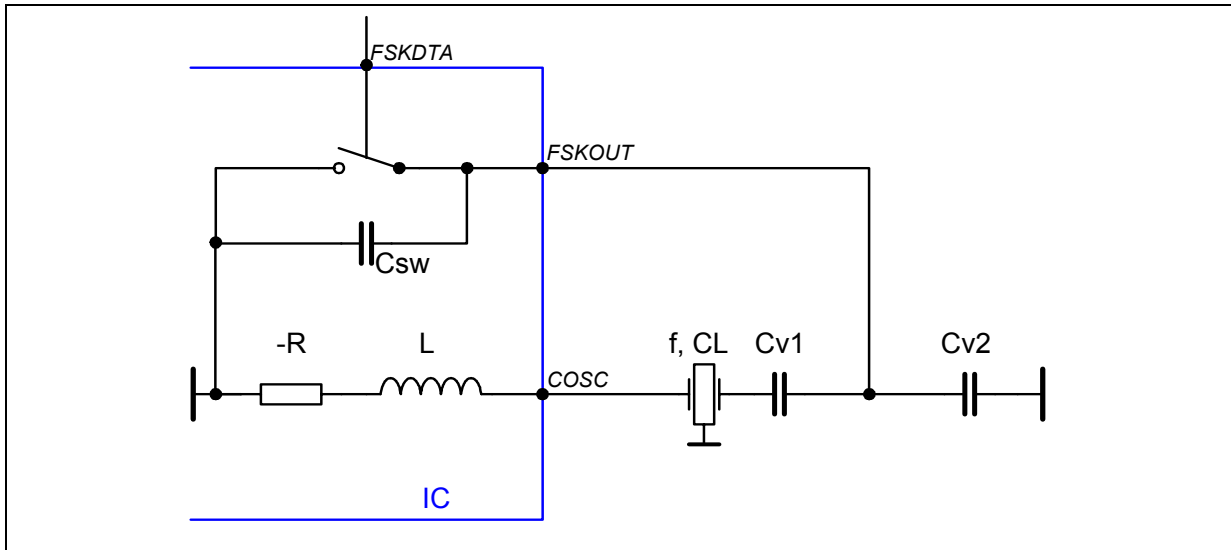 FSKDTA
FSKOUT
Csw
-R
L
f, CL
Cv1
Cv2
COSC
IC